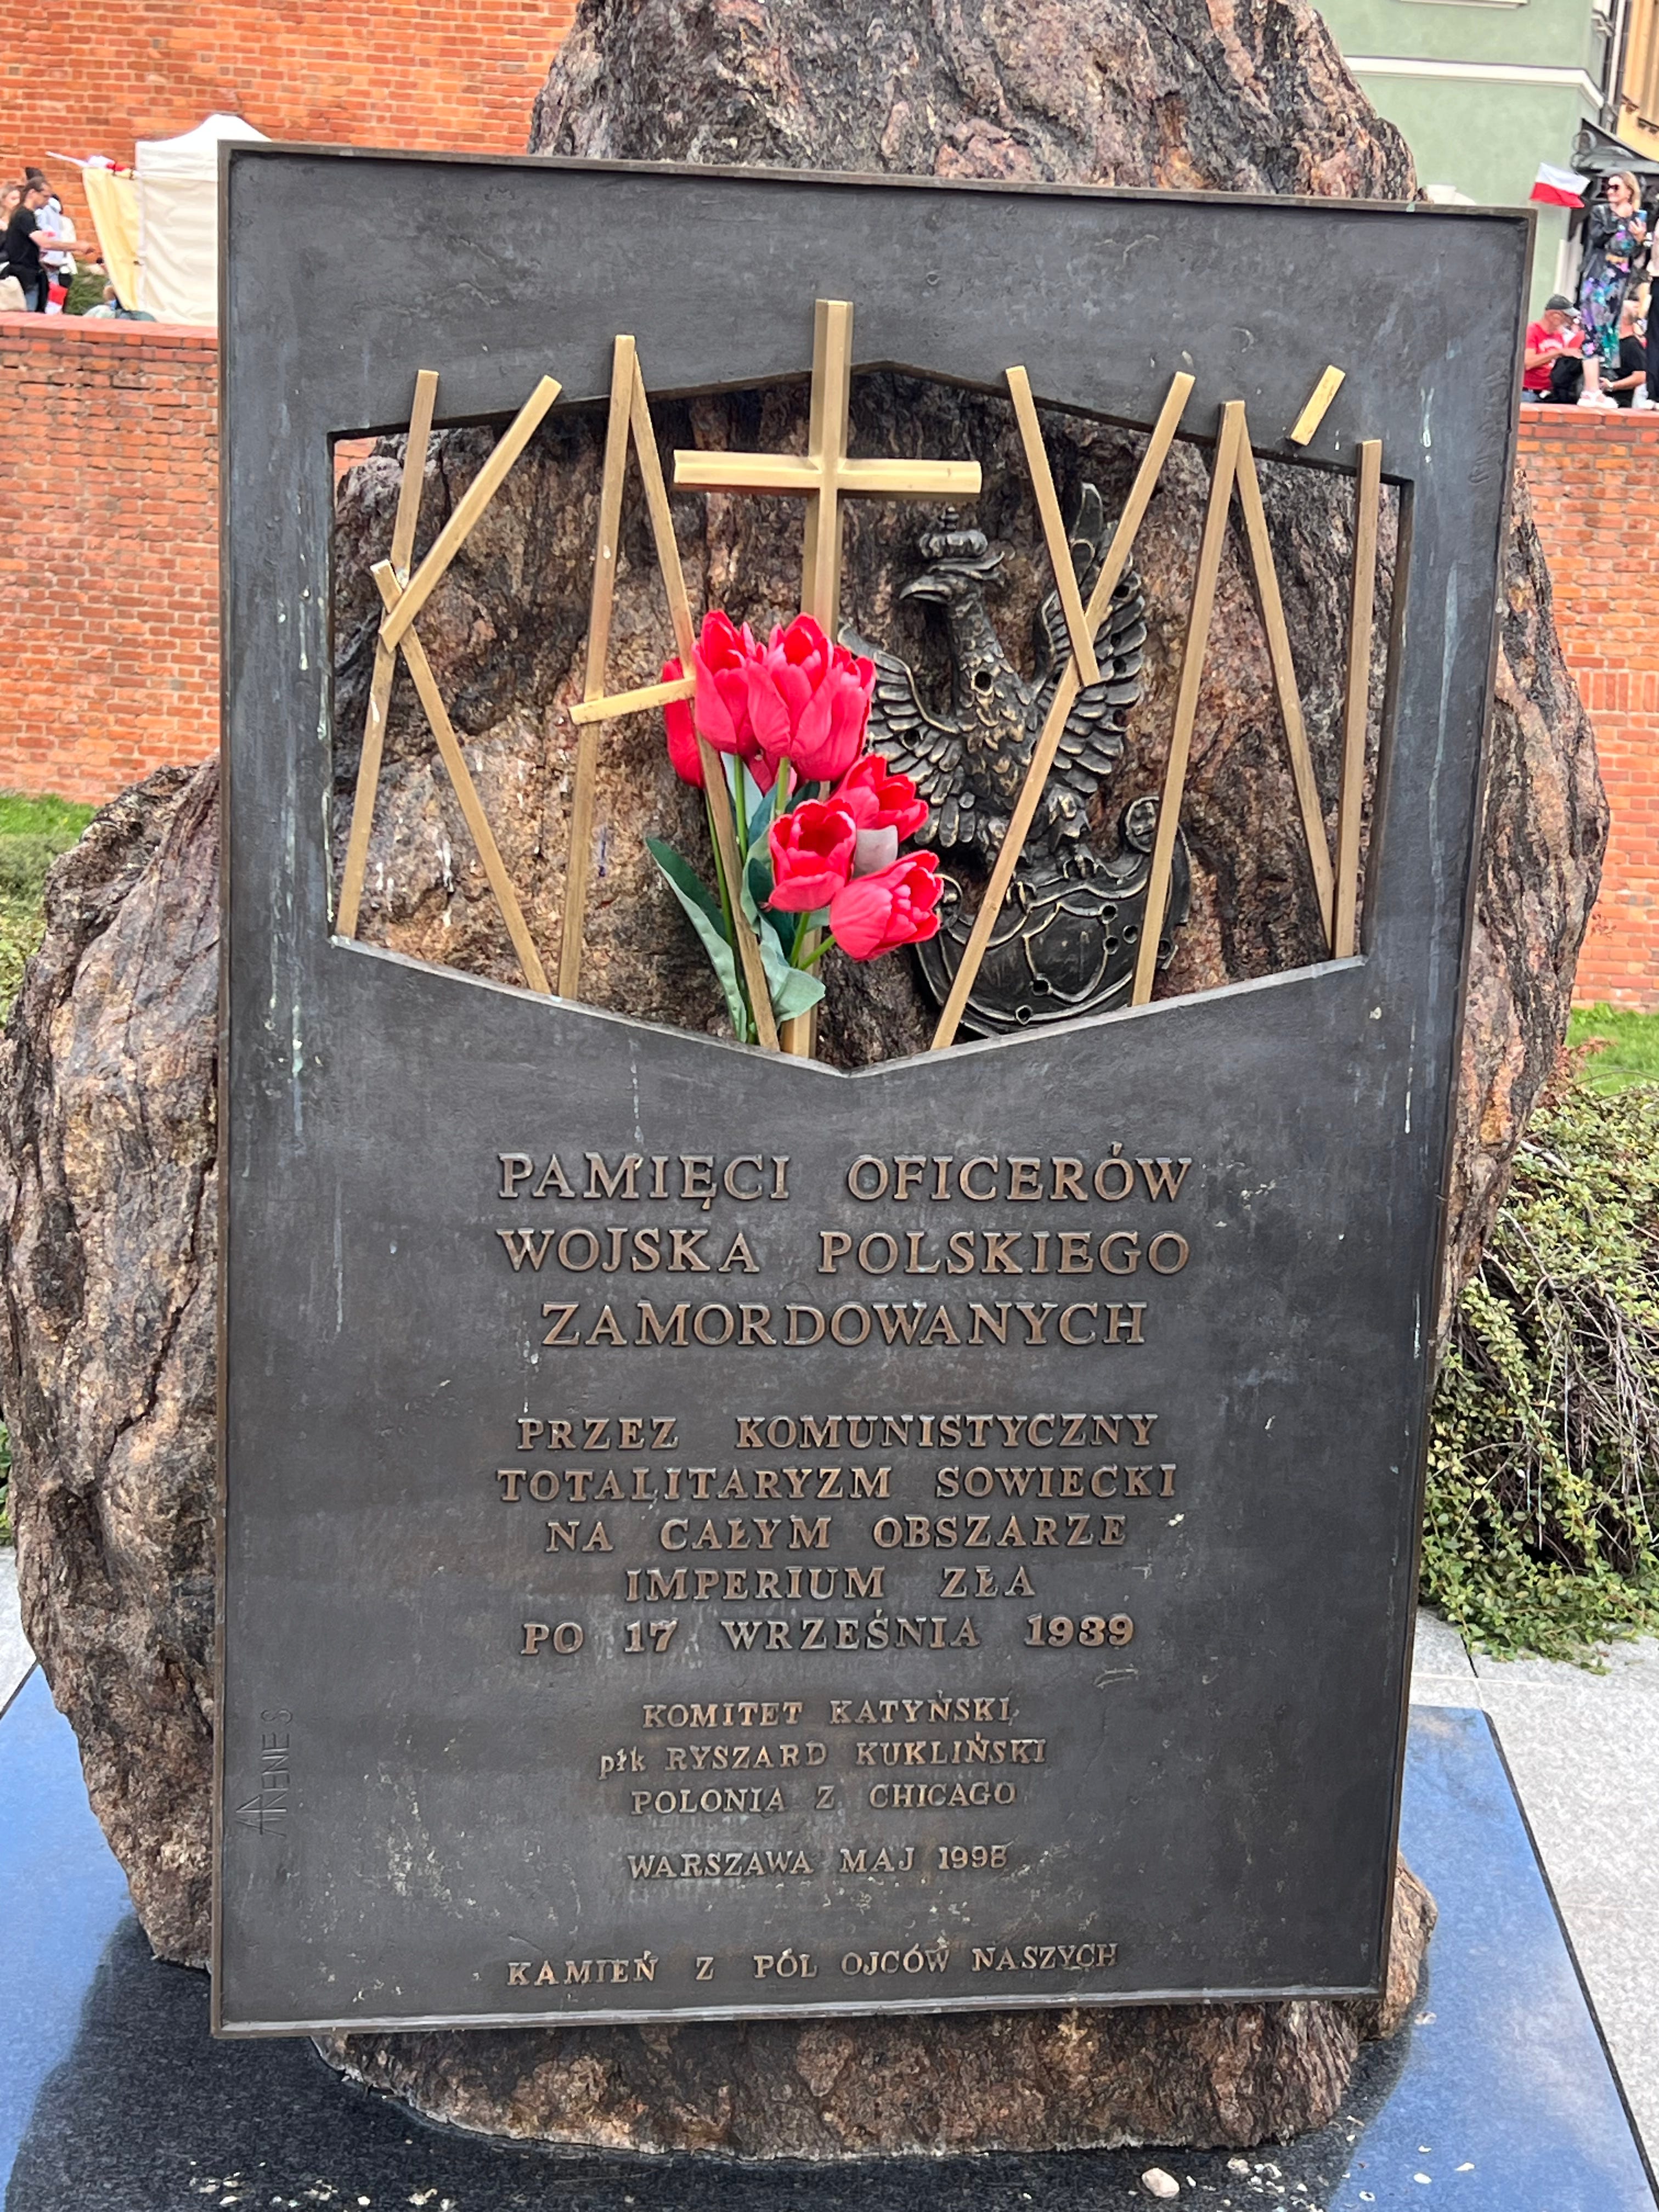 KATYŃ
PAMIĘCI OFICERÓW
WOJSKA POLSKIEGO
ZAMORDOWANYCH
PRZEZ KOMUNISTYCZNY
TOTALITARYZM SOWIECKI
NA CAŁYM OBSZARZE
IMPERIUM ZŁA
PO 17 WRZEŚNIA 1939
KOMITET KATYŃSKI
płk RYSZARD KUKLIŃSKI
POLONIA Z CHICAGO
WARSZAWA MAJ 1998
KAMIEŃ Z PÓL OJCÓW NASZYCH